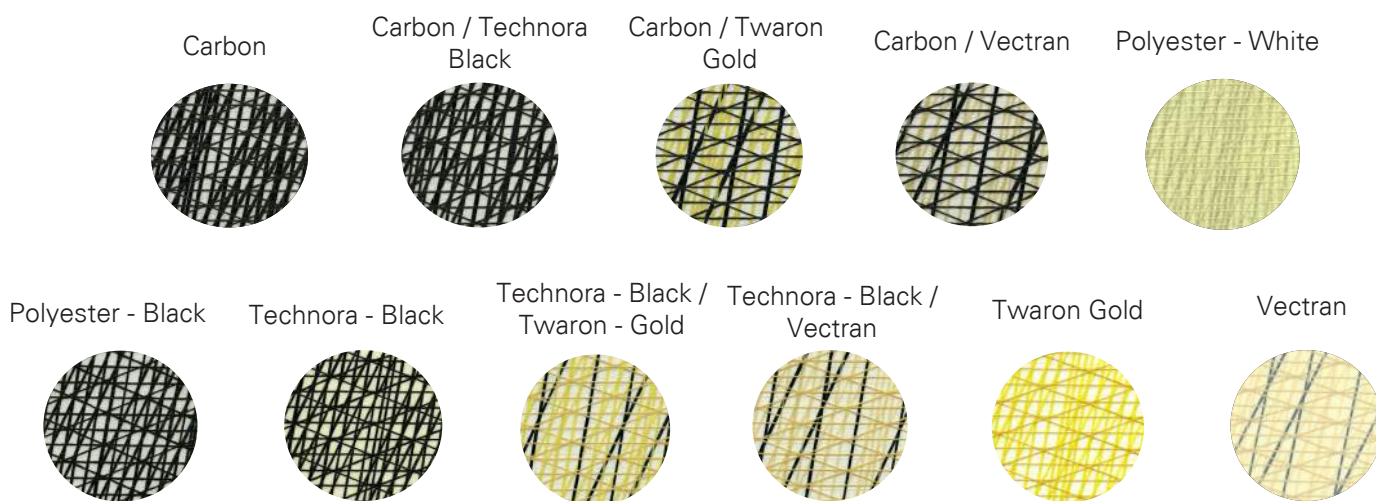 Carbon
Carbon / Technora
Black
Carbon / Twaron
Gold
Carbon / Vectran
Polyester - White
Polyester - Black
Technora - Black
Technora - Black /
Twaron - Gold
Technora - Black /
Vectran
Twaron Gold
Vectran